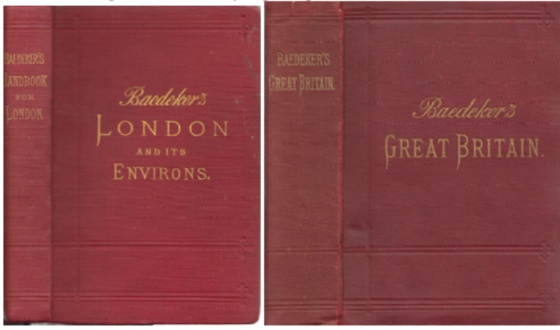 BAEDEKER'S
HANDBOOK
FOR
LONDON
Baedeker's
LONDON
AND ITS
ENVIRONS.
BAEDEKER'S
GREAT BRITAIN.
Baedeker's
GREAT BRITAIN.